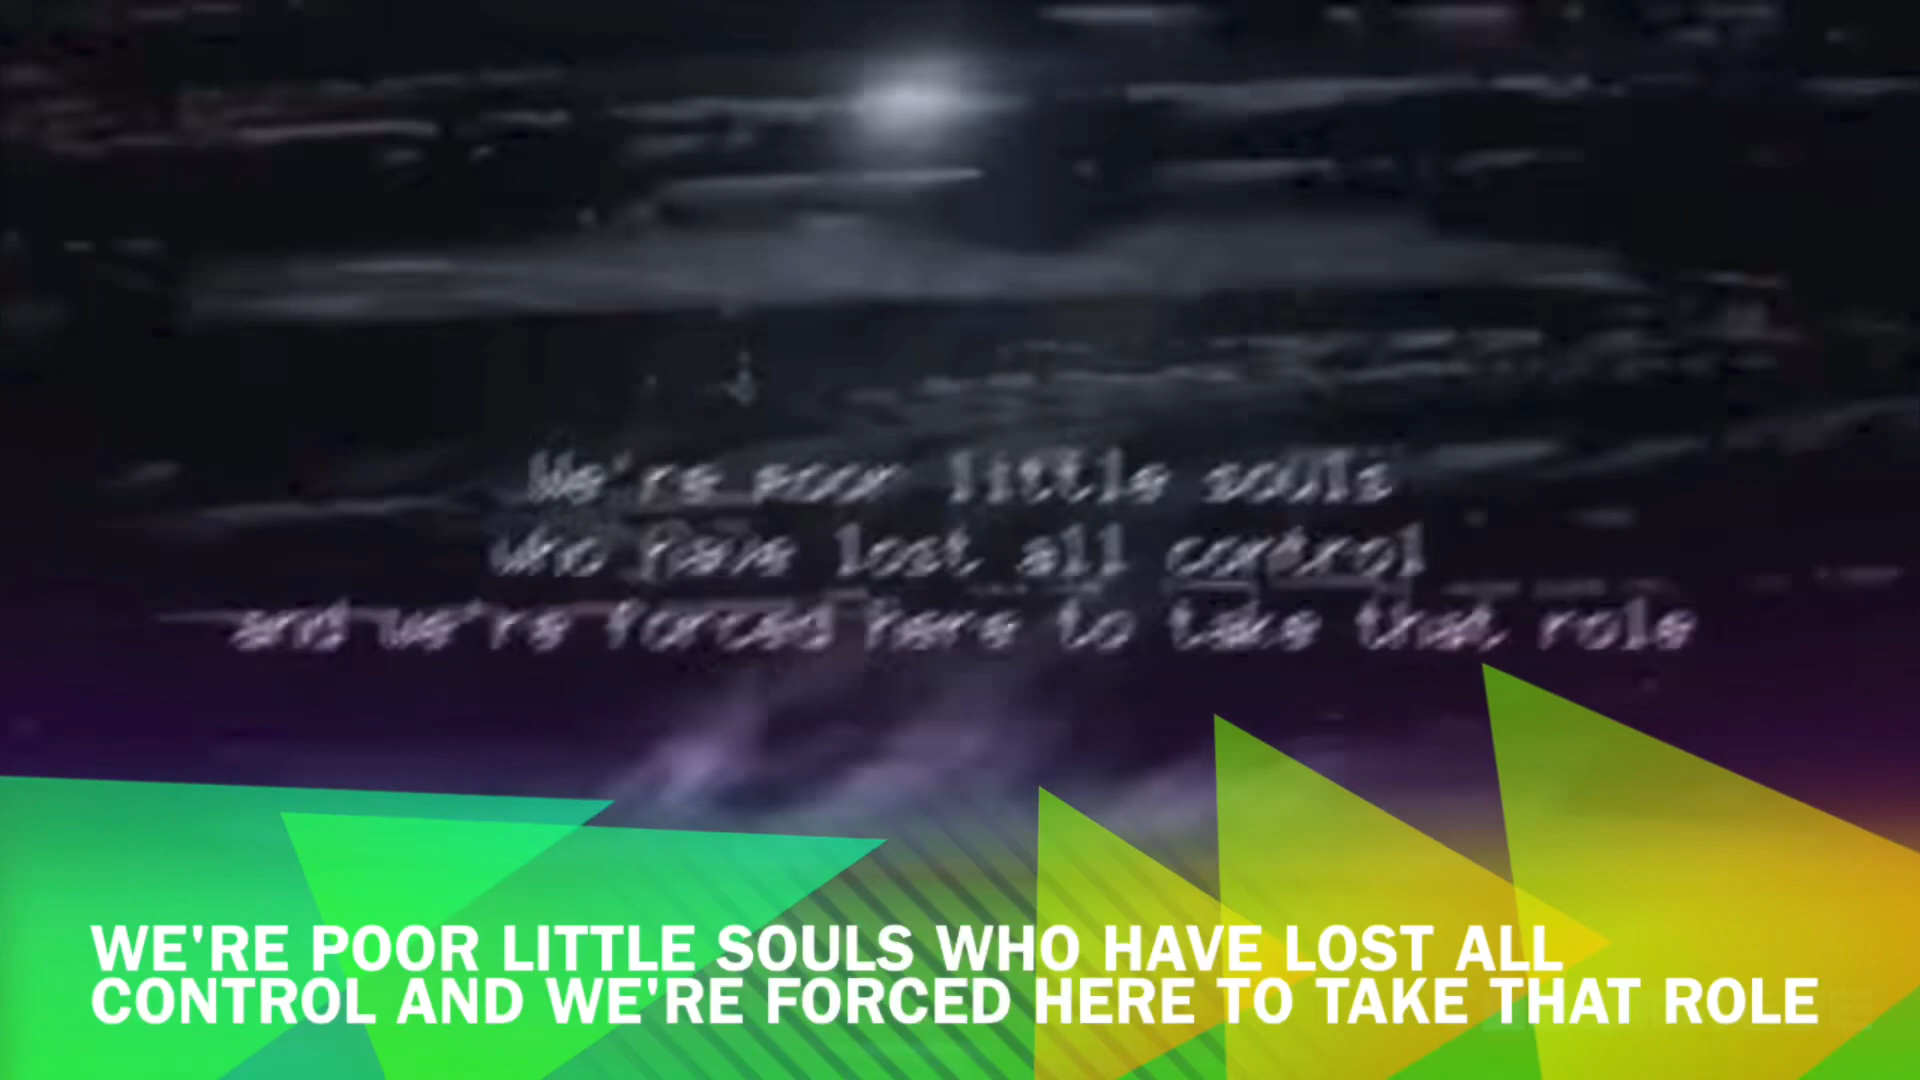 We're poor little souls
who have lost all control
and we're forced here to take that role
WE'RE POOR LITTLE SOULS WHO HAVE LOST ALL
CONTROL AND WE'RE FORCED HERE TO TAKE THAT ROLE